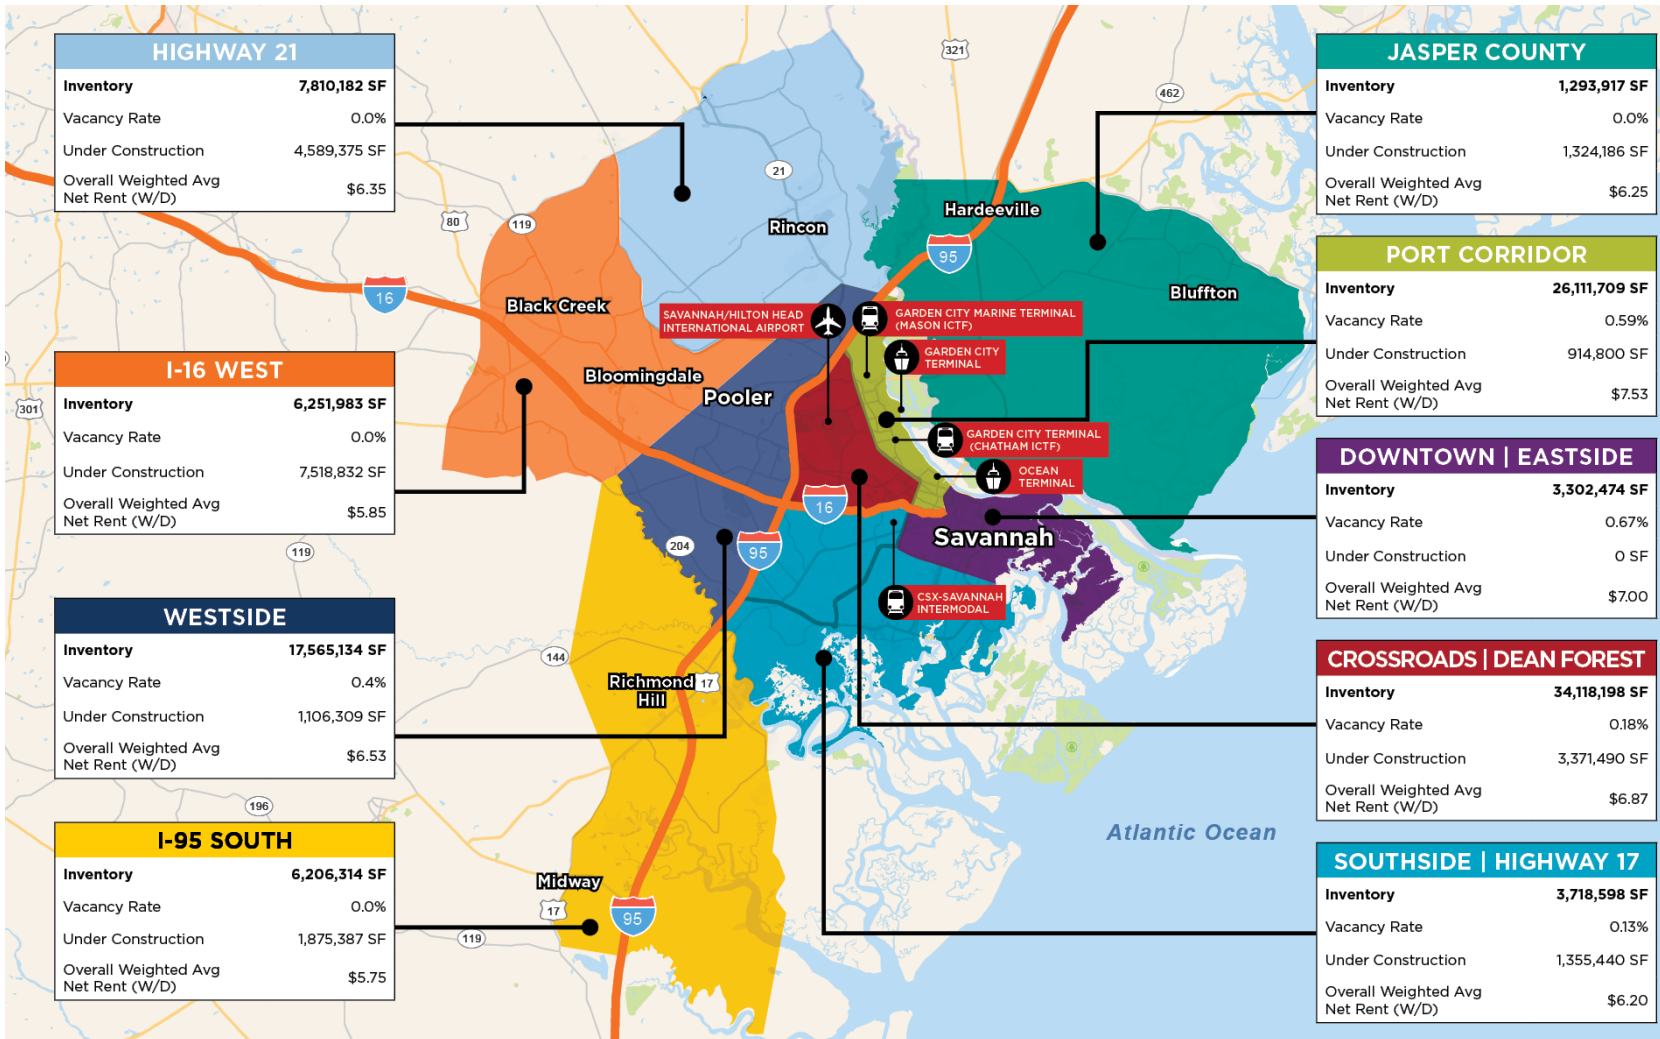 HIGHWAY 21
Inventory 7,810,182 SF
Vacancy Rate 0.0%
Under Construction 4,589,375 SF
Overall Weighted Avg
Net Rent (W/D) $6.35
I-16 WEST
Inventory 6,251,983 SF
Vacancy Rate 0.0%
Under Construction 7,518,832 SF
Overall Weighted Avg
Net Rent (W/D) $5.85
WESTSIDE
Inventory 17,565,134 SF
Vacancy Rate 0.4%
Under Construction 1,106,309 SF
Overall Weighted Avg
Net Rent (W/D) $6.53
I-95 SOUTH
Inventory 6,206,314 SF
Vacancy Rate 0.0%
Under Construction 1,875,387 SF
Overall Weighted Avg
Net Rent (W/D) $5.75
321
462
21
80
119
Rincon
Hardeeville
95
16
Black Creek
Bluffton
SAVANNAH/HILTON HEAD
INTERNATIONAL AIRPORT
GARDEN CITY MARINE TERMINAL
(MASON ICTF)
GARDEN CITY
TERMINAL
Bloomingdale
Pooler
301
GARDEN CITY TERMINAL
(CHATHAM ICTF)
OCEAN
TERMINAL
16
Savannah
204
95
119
CSX-SAVANNAH
INTERMODAL
144
Richmond
Hill
17
196
Atlantic Ocean
Midway
17
95
119
JASPER COUNTY
Inventory 1,293,917 SF
Vacancy Rate 0.0%
Under Construction 1,324,186 SF
Overall Weighted Avg
Net Rent (W/D) $6.25
PORT CORRIDOR
Inventory 26,111,709 SF
Vacancy Rate 0.59%
Under Construction 914,800 SF
Overall Weighted Avg
Net Rent (W/D) $7.53
DOWNTOWN | EASTSIDE
Inventory 3,302,474 SF
Vacancy Rate 0.67%
Under Construction 0 SF
Overall Weighted Avg
Net Rent (W/D) $7.00
CROSSROADS | DEAN FOREST
Inventory 34,118,198 SF
Vacancy Rate 0.18%
Under Construction 3,371,490 SF
Overall Weighted Avg
Net Rent (W/D) $6.87
SOUTHSIDE | HIGHWAY 17
Inventory 3,718,598 SF
Vacancy Rate 0.13%
Under Construction 1,355,440 SF
Overall Weighted Avg
Net Rent (W/D) $6.20